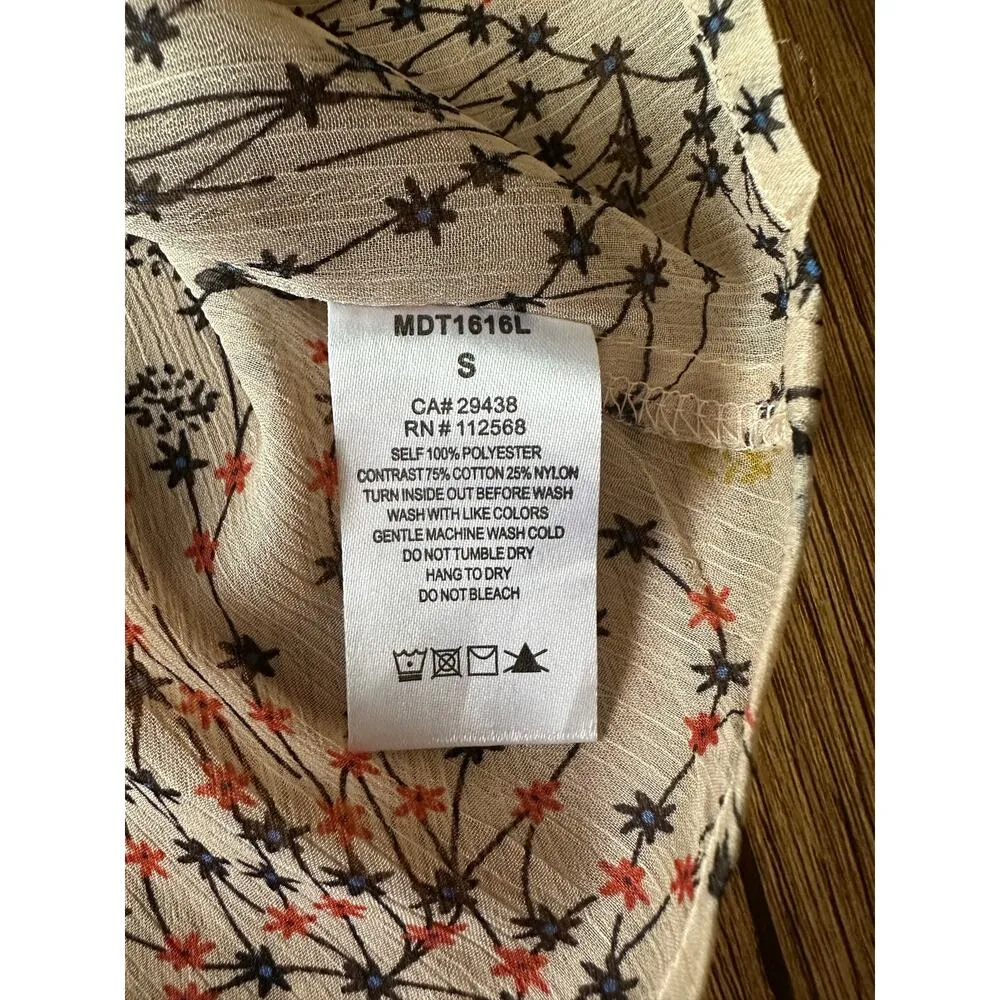 MDT1616L
S
CA# 29438
RN # 112568
SELF 100% POLYESTER
CONTRAST 75% COTTON 25% NYLON
TURN INSIDE OUT BEFORE WASH
WASH WITH LIKE COLORS
GENTLE MACHINE WASH COLD
DO NOT TUMBLE DRY
HANG TO DRY
DO NOT BLEACH